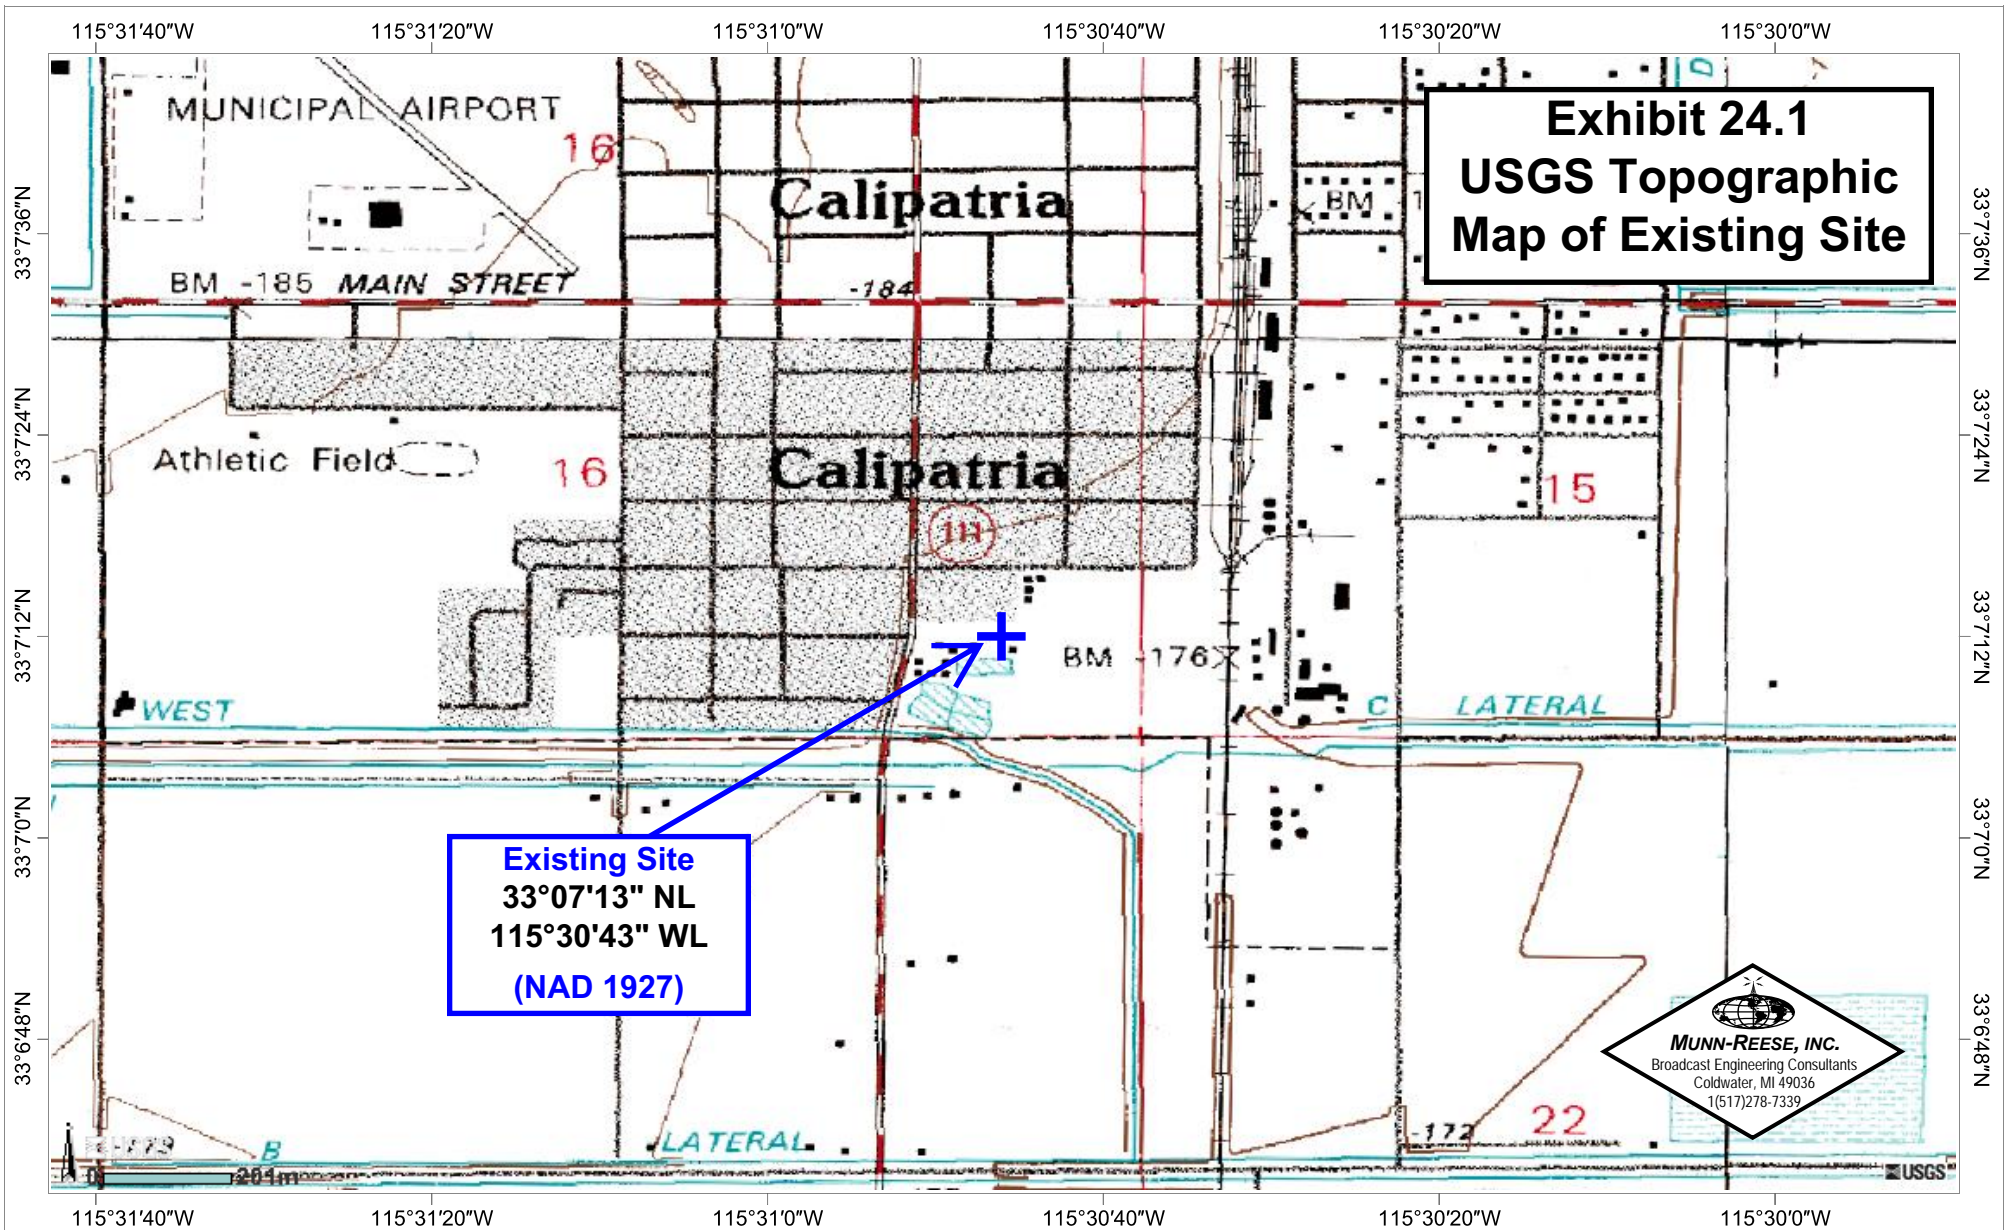 115°31'40"W 115°31'20"W 115°31'0"W 115°30'40"W 115°30'20"W 115°30'0"W
D
MUNICIPAL AIRPORT
16
Exhibit 24.1
USGS Topographic
Map of Existing Site
Calipatria
BM
33°7'36"N
33°7'36"N
BM -185 MAIN STREET
-184
33°7'24"N
33°7'24"N
Athletic Field
16
Calipatria
15
111
33°7'12"N
33°7'12"N
BM -176
WEST
C LATERAL
33°7'0"N
33°7'0"N
Existing Site
33°07'13" NL
115°30'43" WL
(NAD 1927)
33°6'48"N
33°6'48"N
MUNN-REESE, INC.
Broadcast Engineering Consultants
Coldwater, MI 49036
1(517)278-7339
22
-172
B
LATERAL
0 201m
USGS
115°31'40"W 115°31'20"W 115°31'0"W 115°30'40"W 115°30'20"W 115°30'0"W